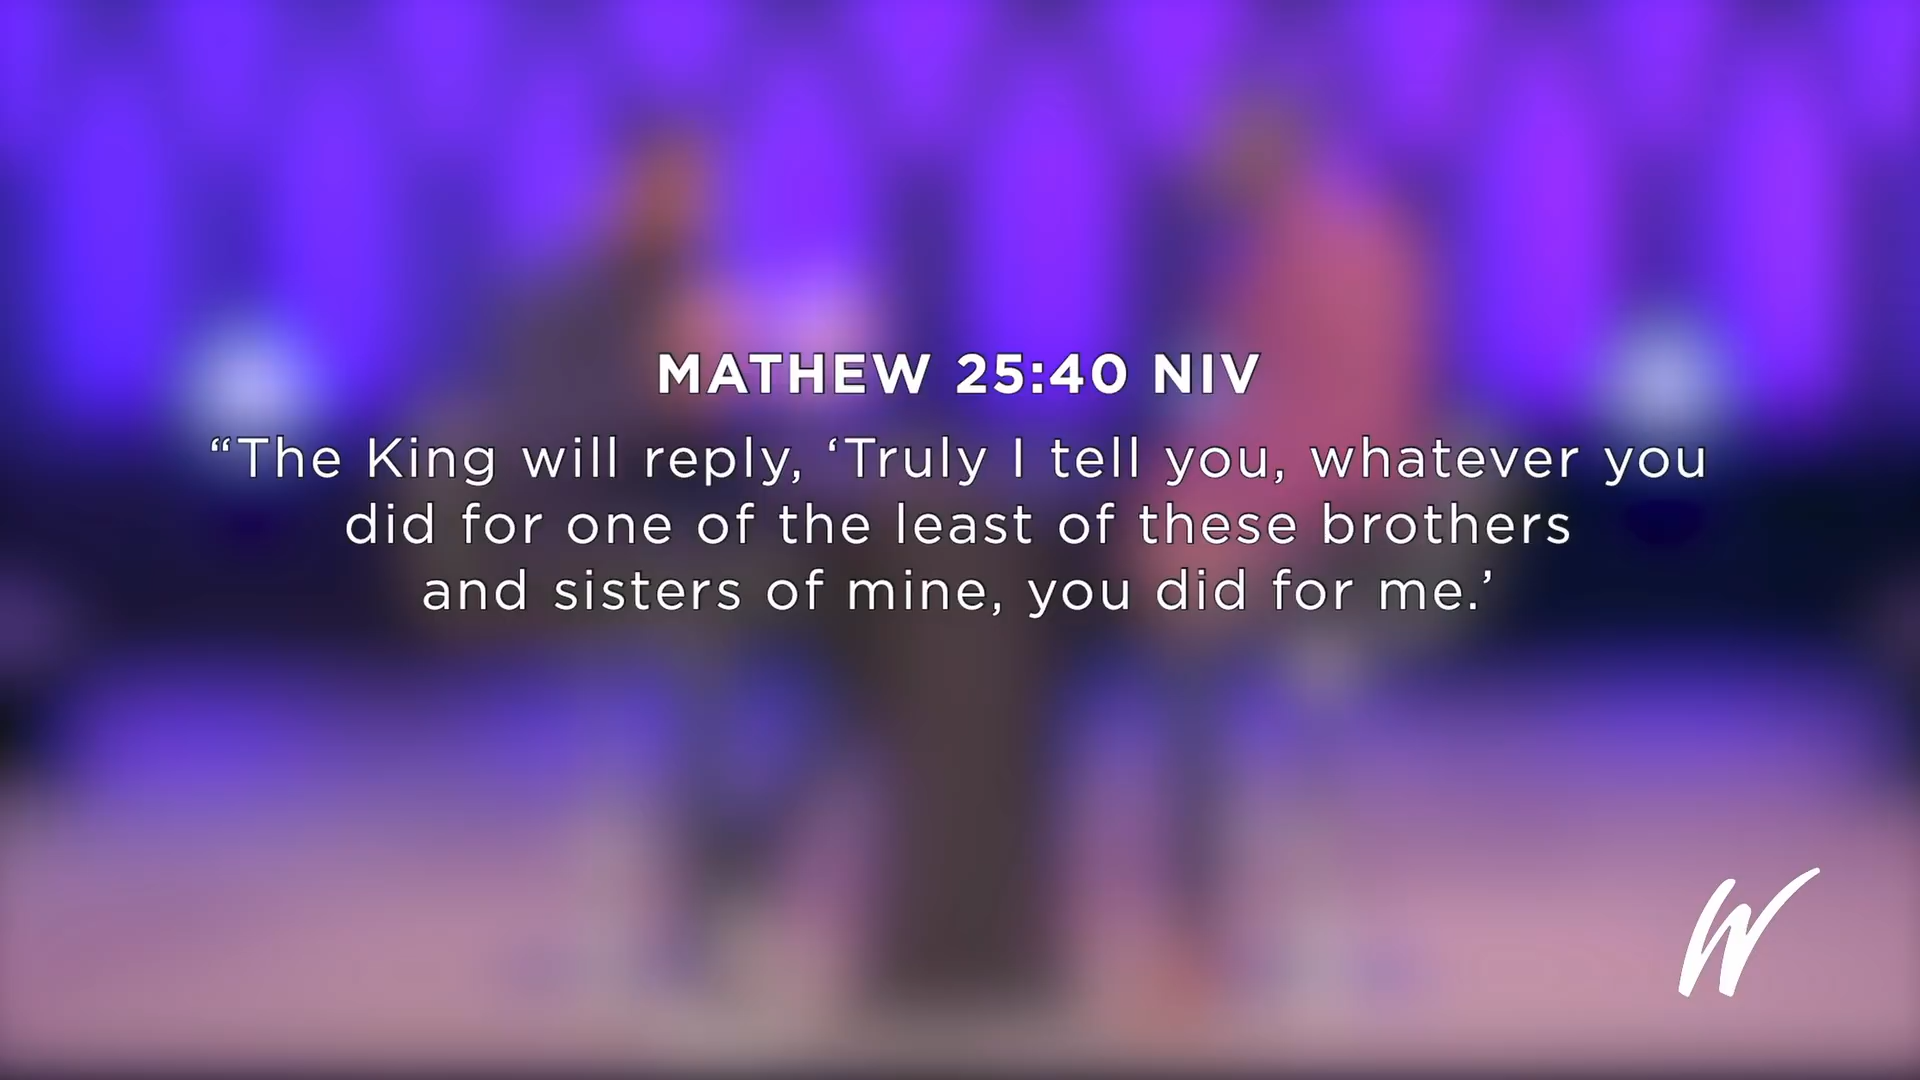 MATHEW 25:40 NIV
“The King will reply, ‘Truly I tell you, whatever you
did for one of the least of these brothers
and sisters of mine, you did for me.’
W